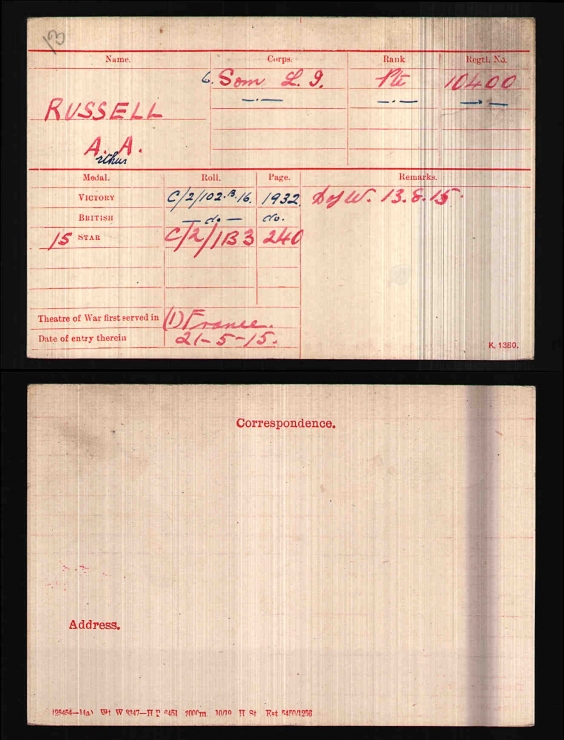 13
Name. Corps. Rank Regtl. No.
6. Som L.I. Pte 10400
RUSSELL — · — — · — — · —
A. A.
rthur
Medal. Roll. Page. Remarks.
VICTORY C/2/102.B.16. 1932 D of W. 13.8.15.
BRITISH — do — do.
15 STAR C/2/1B3 240
Theatre of War first served in (1) France.
Date of entry therein 21-5-15.
K. 1380.
Correspondence.
Address.